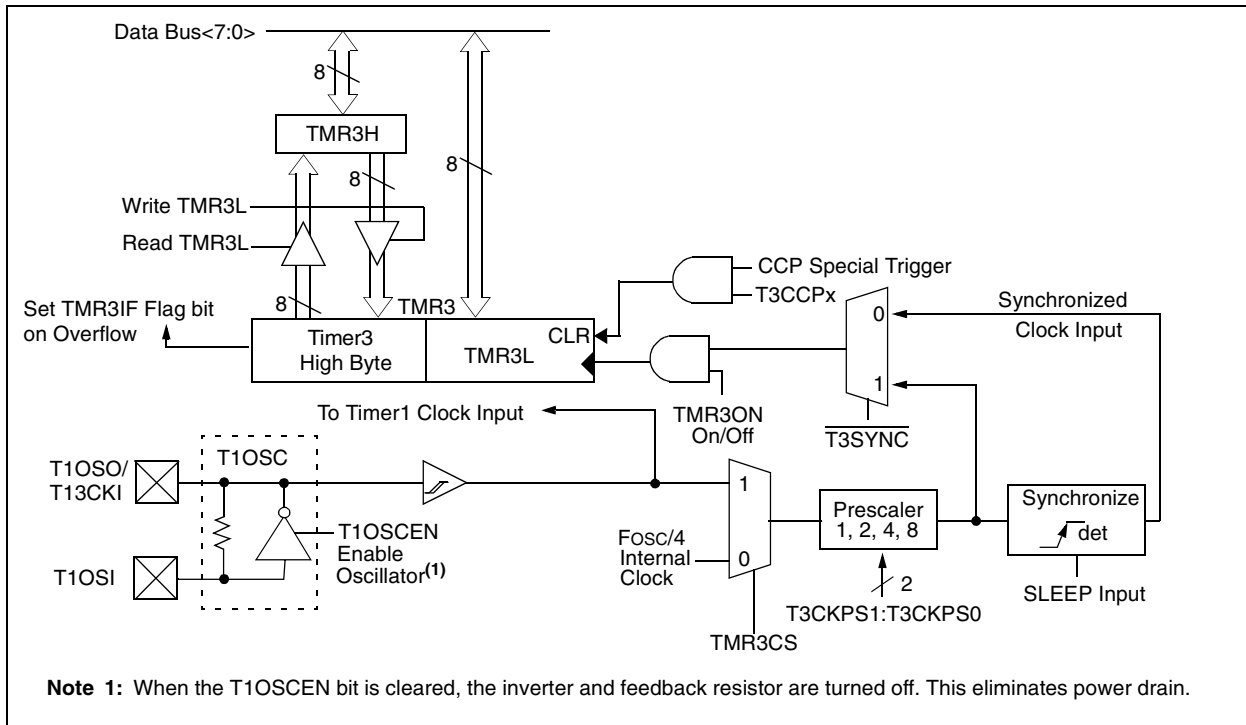 Data Bus<7:0>
8
TMR3H
8
8
Write TMR3L
Read TMR3L
8
CCP Special Trigger
T3CCPx
Set TMR3IF Flag bit
on Overflow
TMR3
Timer3
High Byte
TMR3L
CLR
0
1
Synchronized
Clock Input
TMR3ON
On/Off
T3SYNC
To Timer1 Clock Input
T1OSC
T1OSO/
T13CKI
T1OSI
T1OSCEN
Enable
Oscillator(1)
FOSC/4
Internal
Clock
1
0
TMR3CS
Prescaler
1, 2, 4, 8
2
T3CKPS1:T3CKPS0
Synchronize
det
SLEEP Input
Note 1: When the T1OSCEN bit is cleared, the inverter and feedback resistor are turned off. This eliminates power drain.